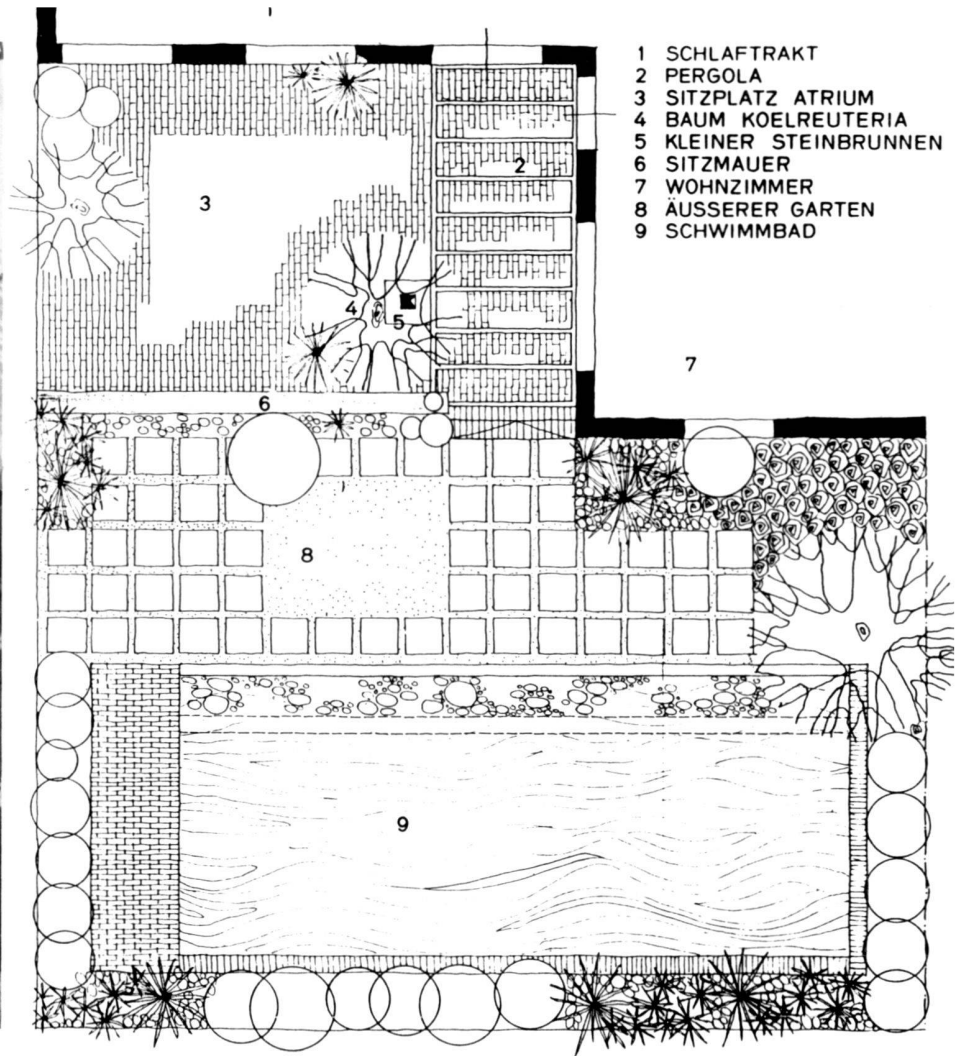 1 SCHLAFTRAKT
2 PERGOLA
3 SITZPLATZ ATRIUM
4 BAUM KOELREUTERIA
5 KLEINER STEINBRUNNEN
6 SITZMAUER
7 WOHNZIMMER
8 ÄUSSERER GARTEN
9 SCHWIMMBAD
2
3
4
5
7
6
8
9